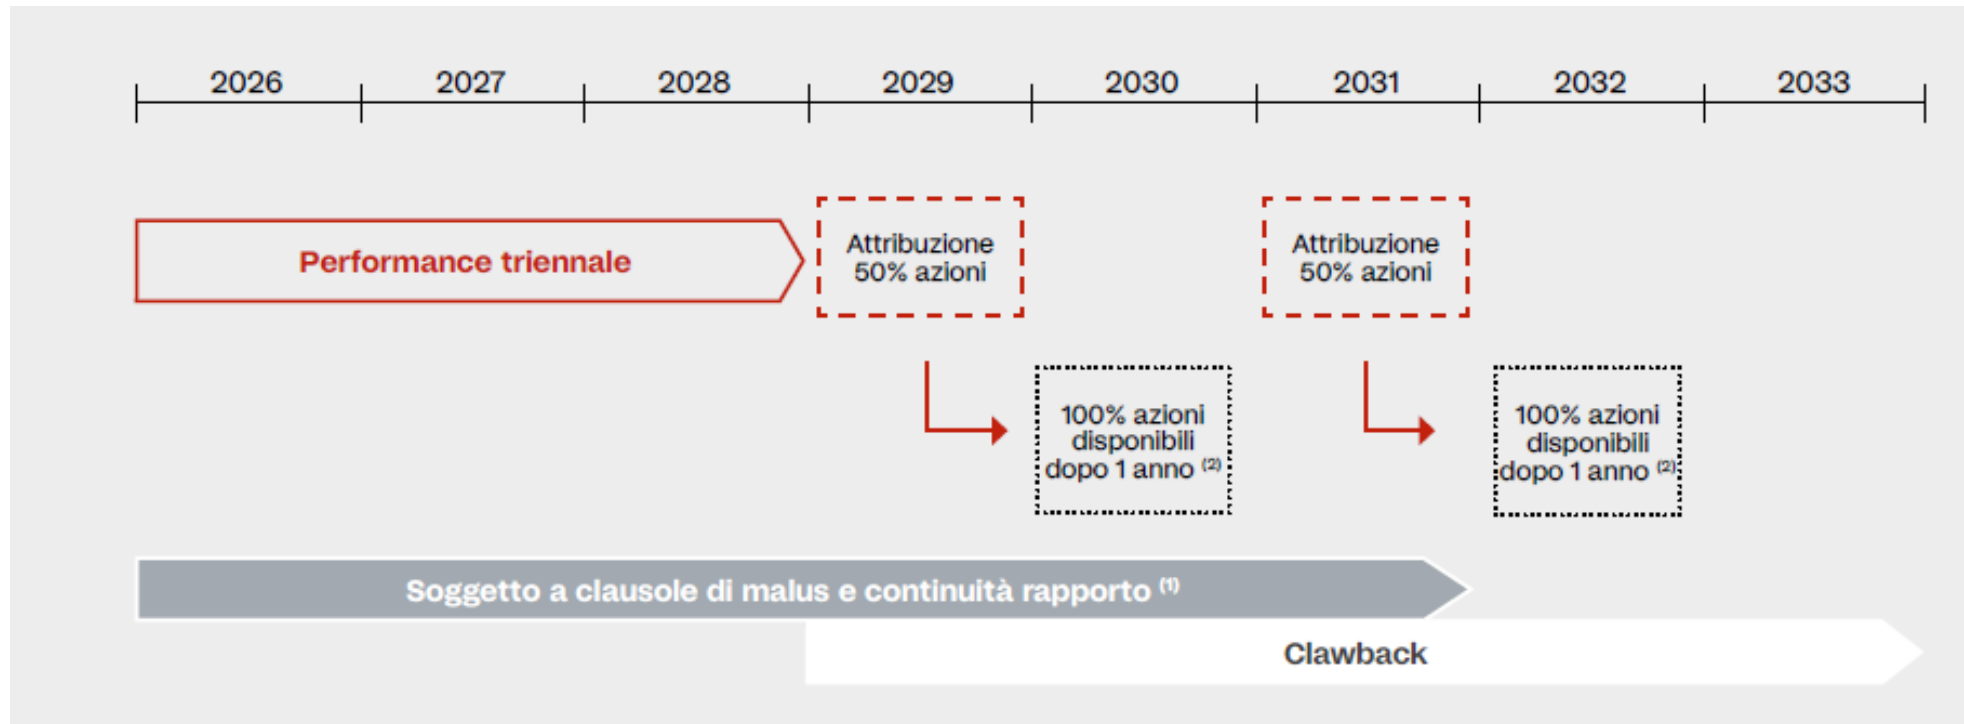 2026 2027 2028 2029 2030 2031 2032 2033
Performance triennale
Attribuzione
50% azioni
Attribuzione
50% azioni
100% azioni
disponibili
dopo 1 anno (2)
100% azioni
disponibili
dopo 1 anno (2)
Soggetto a clausole di malus e continuità rapporto (1)
Clawback